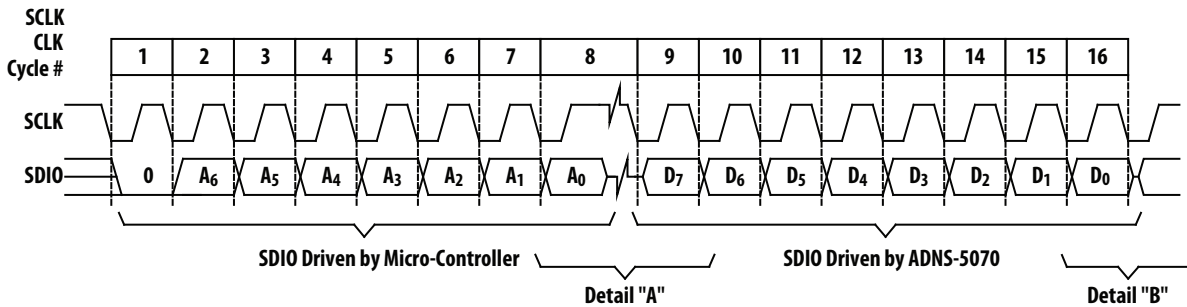 SCLK
CLK
Cycle #
1 2 3 4 5 6 7 8 9 10 11 12 13 14 15 16
SCLK
SDIO 0 A6 A5 A4 A3 A2 A1 A0 D7 D6 D5 D4 D3 D2 D1 D0
SDIO Driven by Micro-Controller SDIO Driven by ADNS-5070
Detail "A" Detail "B"